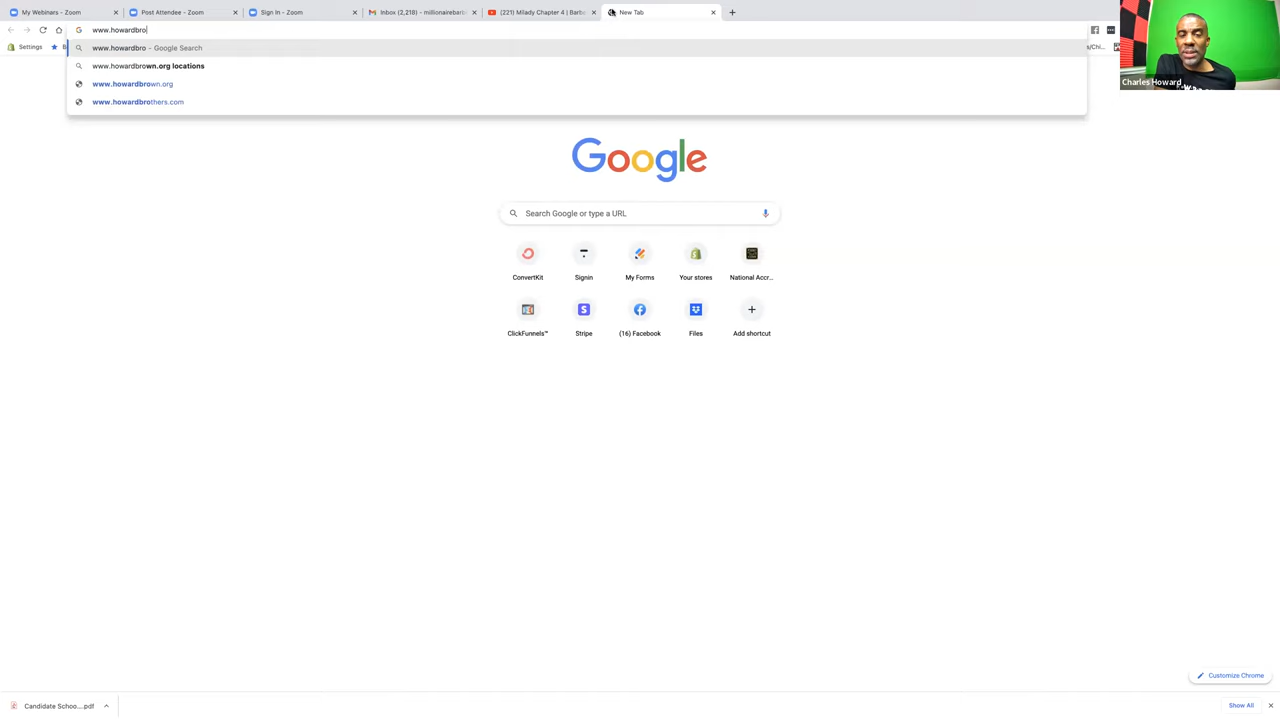 My Webinars - Zoom
Post Attendee - Zoom
Sign In - Zoom
Inbox (2,218) - millionairebarb
(221) Milady Chapter 4 | Barbe
New Tab
www.howardbro
Settings
www.howardbro - Google Search
www.howardbrown.org locations
www.howardbrown.org
www.howardbrothers.com
Charles Howard
Google
Search Google or type a URL
ConvertKit
Signin
My Forms
Your stores
National Accr...
ClickFunnels™
Stripe
(16) Facebook
Files
Add shortcut
Customize Chrome
Candidate Schoo....pdf
Show All